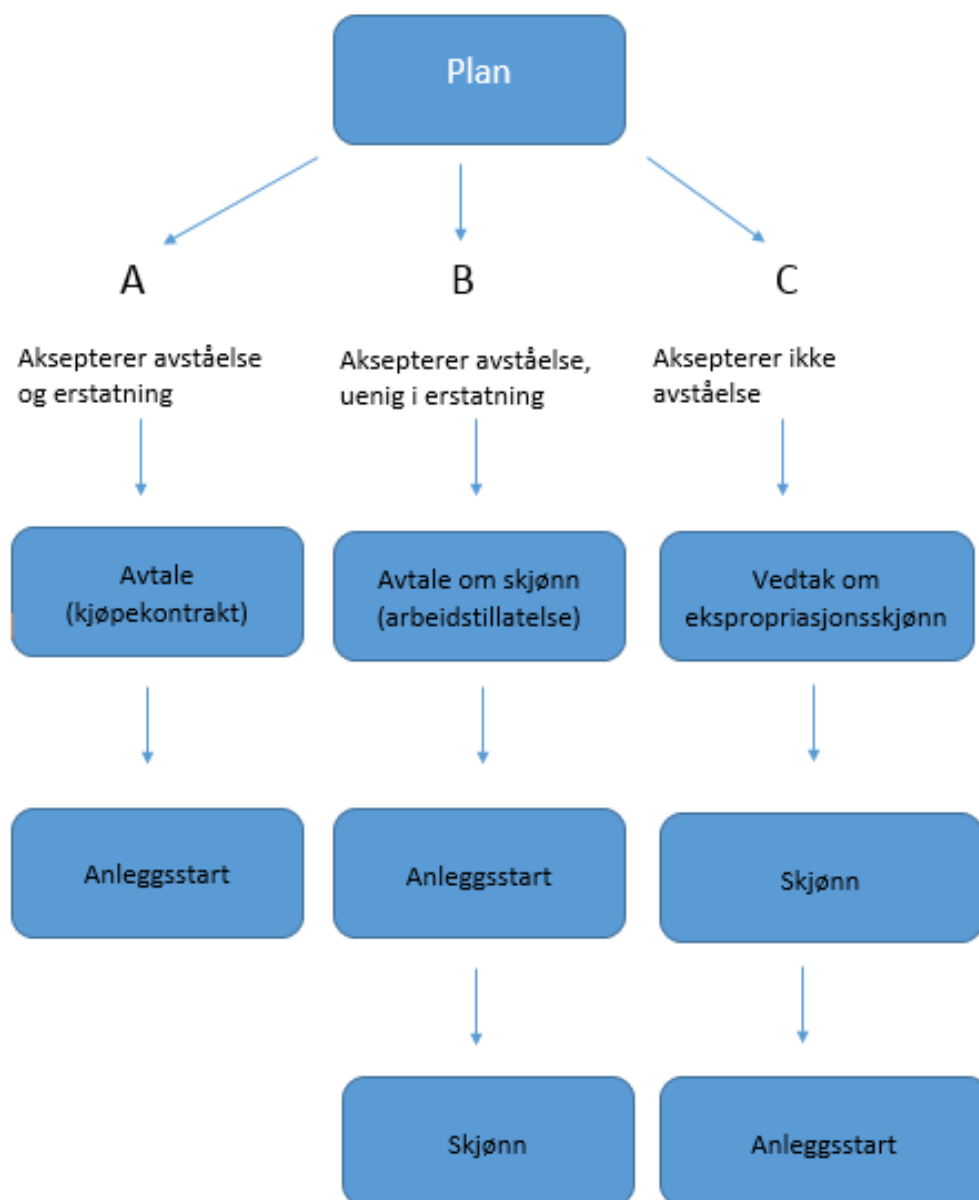 Plan
A
Aksepterer avståelse
og erstatning
Avtale
(kjøpekontrakt)
Anleggsstart
B
Aksepterer avståelse,
uenig i erstatning
Avtale om skjønn
(arbeidstillatelse)
Anleggsstart
Skjønn
C
Aksepterer ikke
avståelse
Vedtak om
ekspropriasjonsskjønn
Skjønn
Anleggsstart